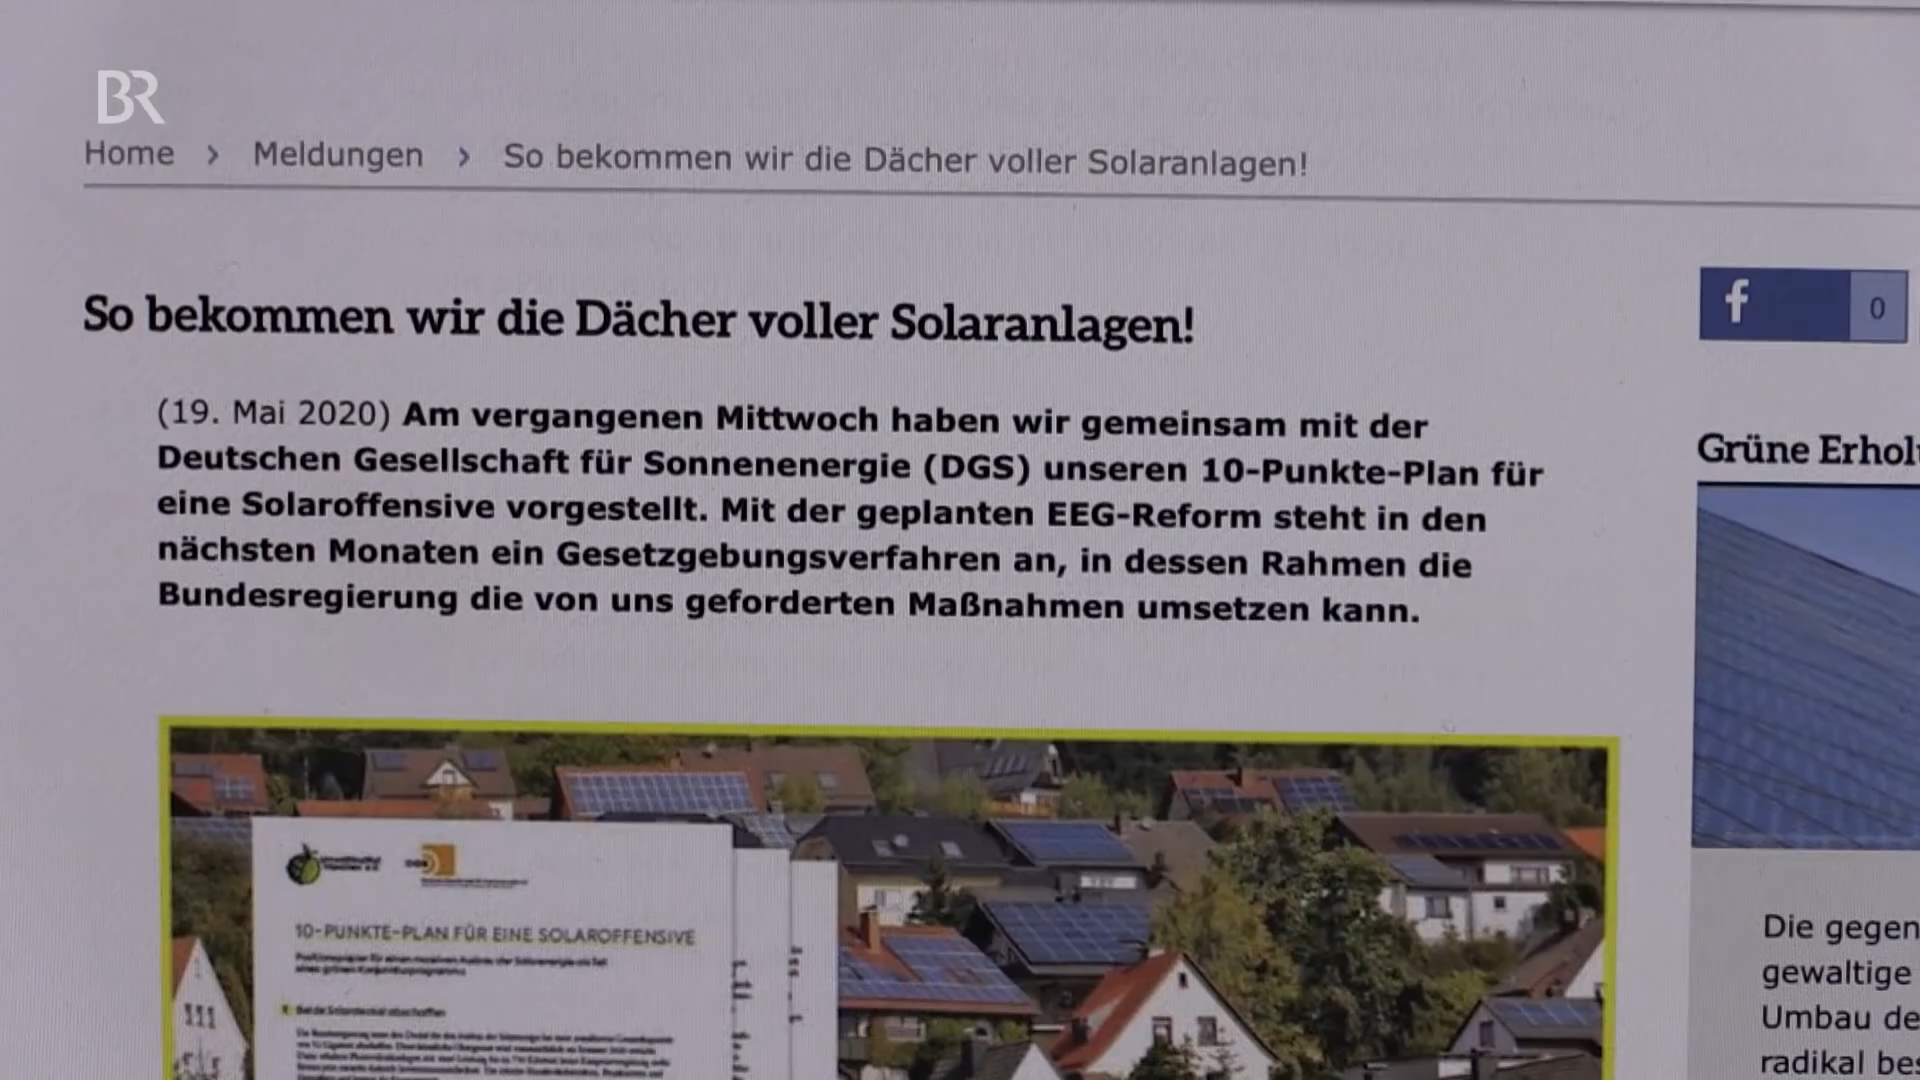 BR
Home > Meldungen > So bekommen wir die Dächer voller Solaranlagen!
So bekommen wir die Dächer voller Solaranlagen!
(19. Mai 2020) Am vergangenen Mittwoch haben wir gemeinsam mit der
Deutschen Gesellschaft für Sonnenenergie (DGS) unseren 10-Punkte-Plan für
eine Solaroffensive vorgestellt. Mit der geplanten EEG-Reform steht in den
nächsten Monaten ein Gesetzgebungsverfahren an, in dessen Rahmen die
Bundesregierung die von uns geforderten Maßnahmen umsetzen kann.
f 0
Grüne Erhol
10-PUNKTE-PLAN FÜR EINE SOLAROFFENSIVE
Die gegen
gewaltige
Umbau de
radikal bes